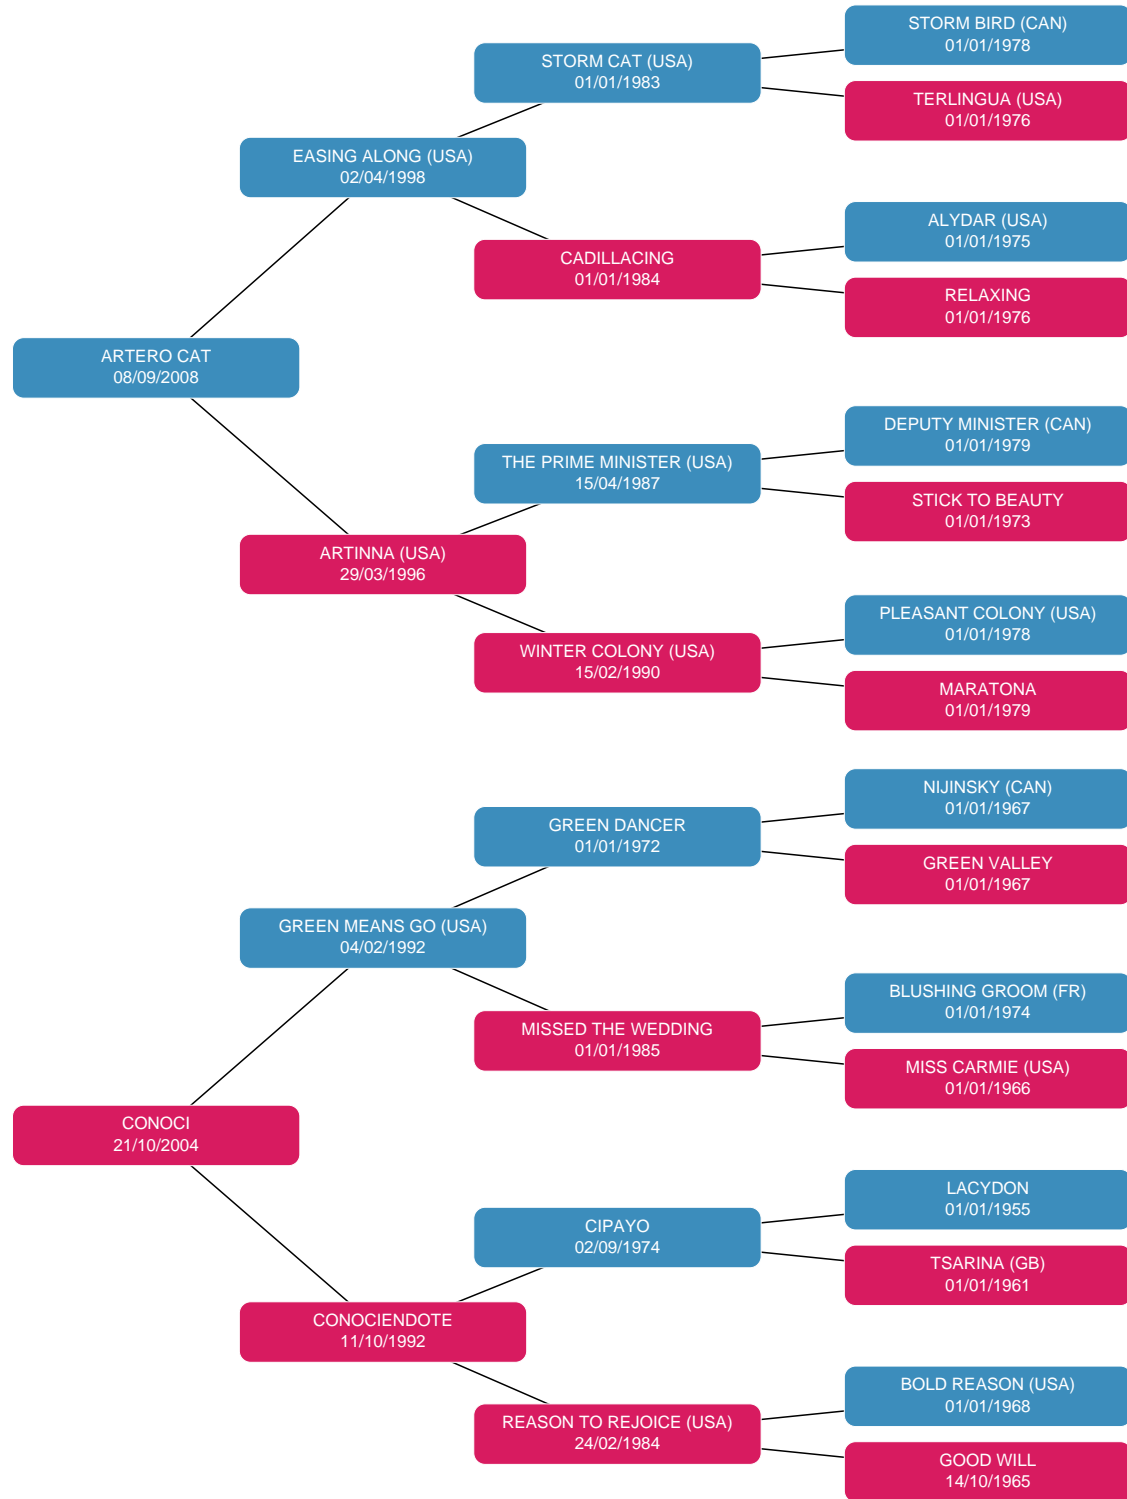 STORM BIRD (CAN)
01/01/1978
STORM CAT (USA)
01/01/1983
TERLINGUA (USA)
01/01/1976
EASING ALONG (USA)
02/04/1998
ALYDAR (USA)
01/01/1975
CADILLACING
01/01/1984
RELAXING
01/01/1976
ARTERO CAT
08/09/2008
DEPUTY MINISTER (CAN)
01/01/1979
THE PRIME MINISTER (USA)
15/04/1987
STICK TO BEAUTY
01/01/1973
ARTINNA (USA)
29/03/1996
PLEASANT COLONY (USA)
01/01/1978
WINTER COLONY (USA)
15/02/1990
MARATONA
01/01/1979
NIJINSKY (CAN)
01/01/1967
GREEN DANCER
01/01/1972
GREEN VALLEY
01/01/1967
GREEN MEANS GO (USA)
04/02/1992
BLUSHING GROOM (FR)
01/01/1974
MISSED THE WEDDING
01/01/1985
MISS CARMIE (USA)
01/01/1966
CONOCI
21/10/2004
LACYDON
01/01/1955
CIPAYO
02/09/1974
TSARINA (GB)
01/01/1961
CONOCIENDOTE
11/10/1992
BOLD REASON (USA)
01/01/1968
REASON TO REJOICE (USA)
24/02/1984
GOOD WILL
14/10/1965